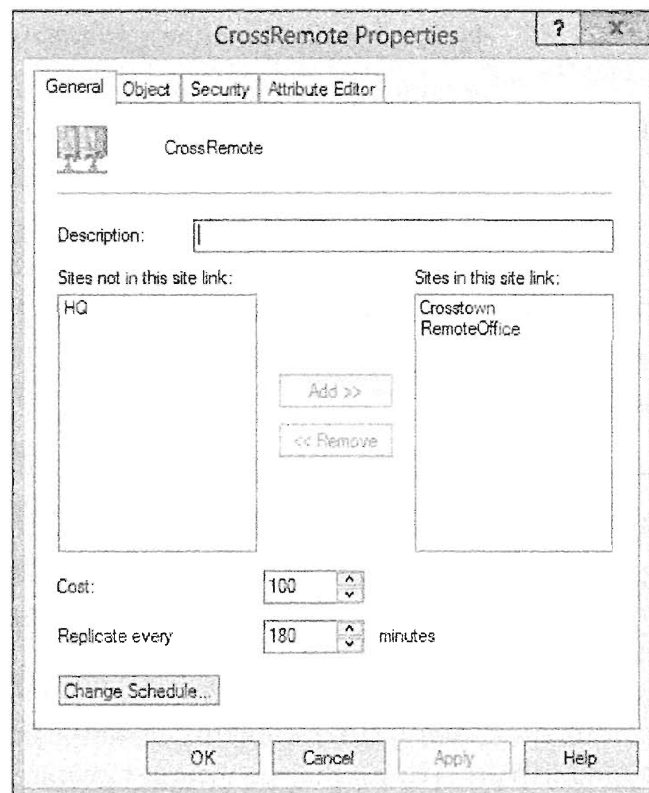 CrossRemote Properties
? x
General Object Security Attribute Editor
CrossRemote
Description:
Sites not in this site link: Sites in this site link:
HQ Crosstown
RemoteOffice
Add >>
<< Remove
Cost: 100
Replicate every 180 minutes
Change Schedule...
OK Cancel Apply Help